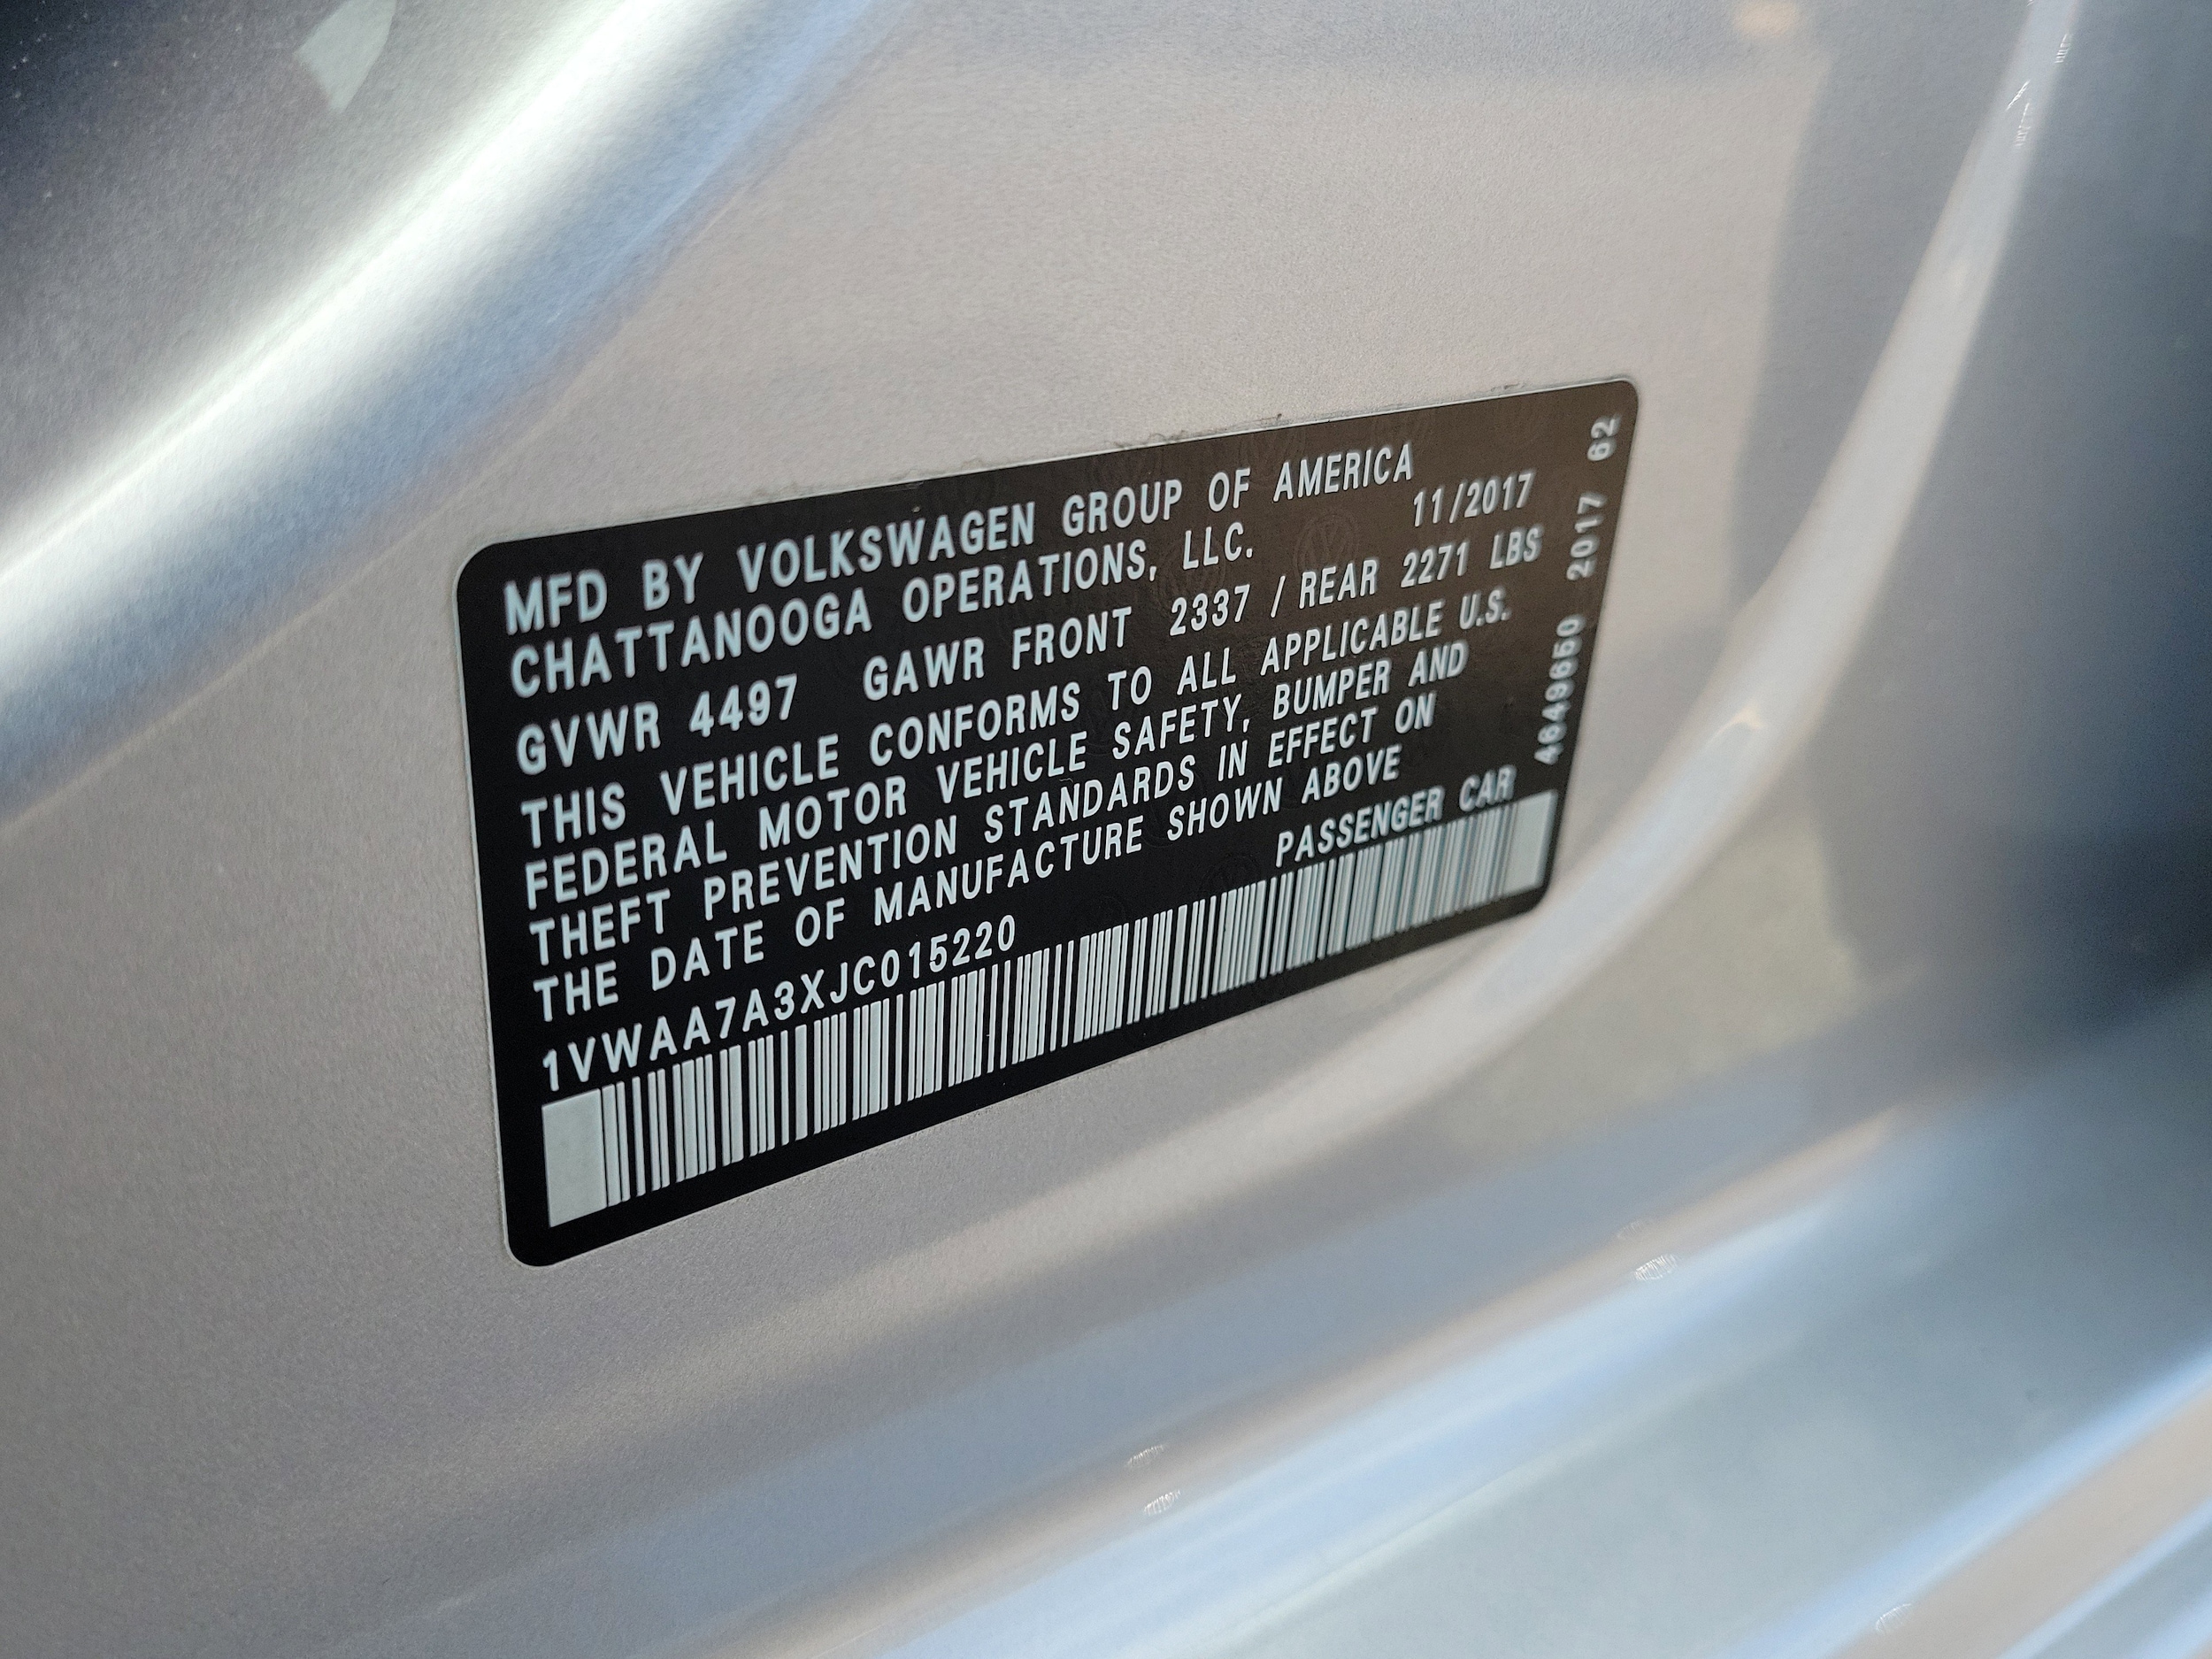 MFD BY VOLKSWAGEN GROUP OF AMERICA
CHATTANOOGA OPERATIONS, LLC. 11/2017
GVWR 4497 GAWR FRONT 2337 / REAR 2271 LBS
THIS VEHICLE CONFORMS TO ALL APPLICABLE U.S.
FEDERAL MOTOR VEHICLE SAFETY, BUMPER AND
THEFT PREVENTION STANDARDS IN EFFECT ON
THE DATE OF MANUFACTURE SHOWN ABOVE
1VWAA7A3XJC015220 PASSENGER CAR
4649650 2017 62